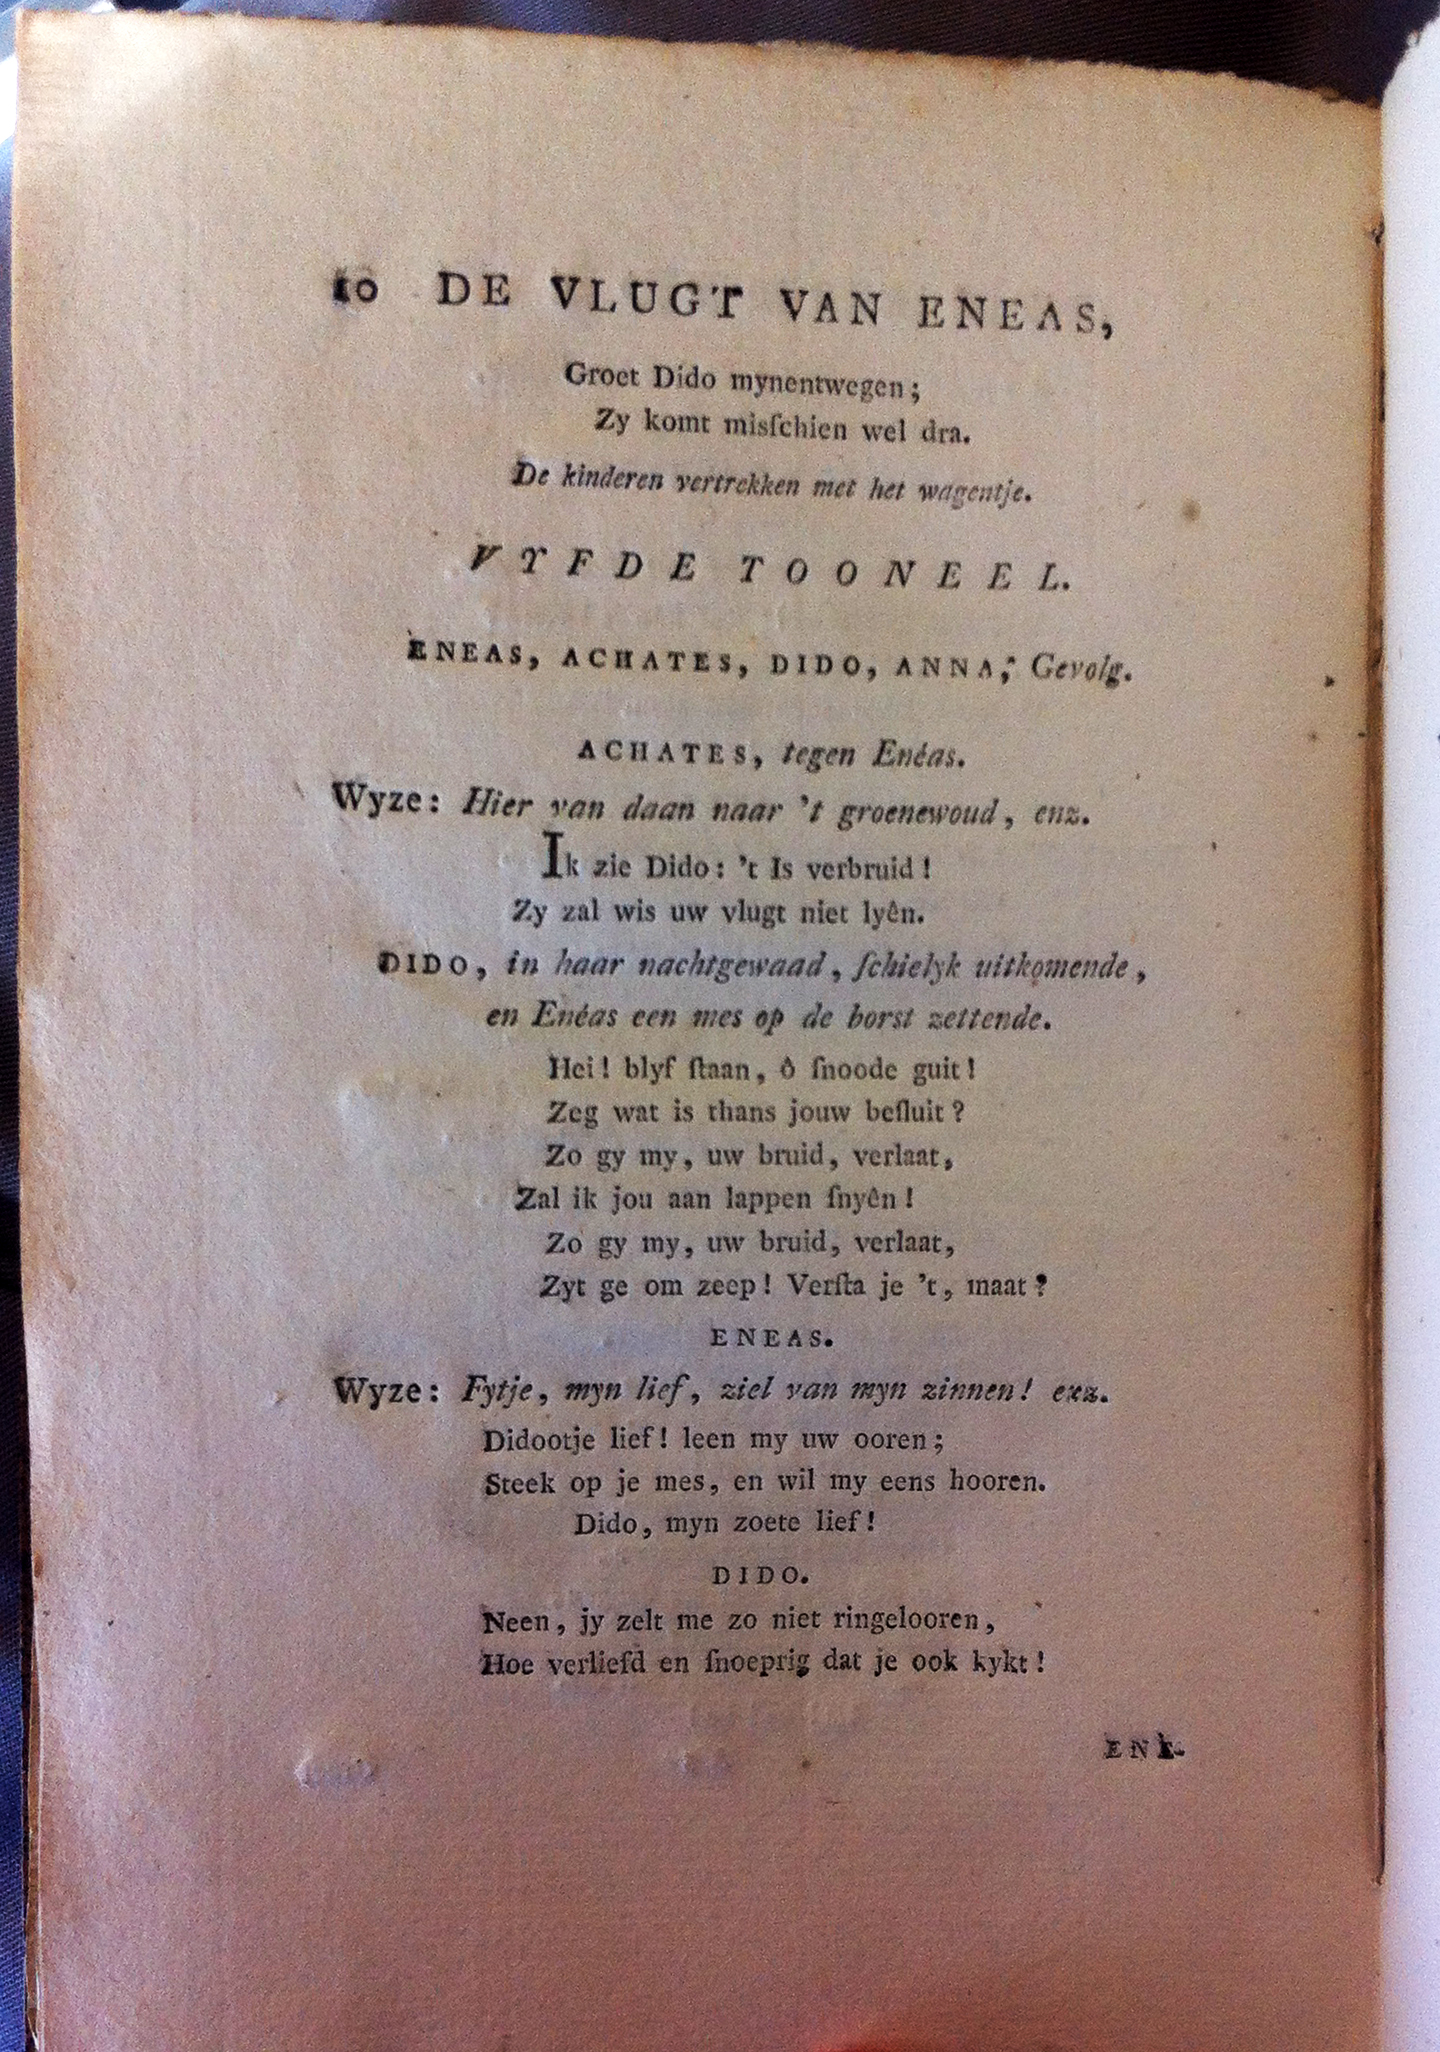 10 DE VLUGT VAN ENEAS,
Groet Dido mynentwegen;
Zy komt misſchien wel dra.
De kinderen vertrekken met het wagentje.
VYFDE TOONEEL.
ENEAS, ACHATES, DIDO, ANNA, Gevolg.
ACHATES, tegen Enéas.
Wyze: Hier van daan naar 't groenewoud, enz.
Ik zie Dido: 't Is verbruid!
Zy zal wis uw vlugt niet lyên.
DIDO, in haar nachtgewaad, ſchielyk uitkomende,
en Enéas een mes op de borst zettende.
Hei! blyf ſtaan, ô ſnoode guit!
Zeg wat is thans jouw beſluit?
Zo gy my, uw bruid, verlaat,
Zal ik jou aan lappen ſnyên!
Zo gy my, uw bruid, verlaat,
Zyt ge om zeep! Verſta je 't, maat?
ENEAS.
Wyze: Fytje, myn lief, ziel van myn zinnen! enz.
Didootje lief! leen my uw ooren;
Steek op je mes, en wil my eens hooren.
Dido, myn zoete lief!
DIDO.
Neen, jy zelt me zo niet ringelooren,
Hoe verliefd en ſnoeprig dat je ook kykt!
ENE-